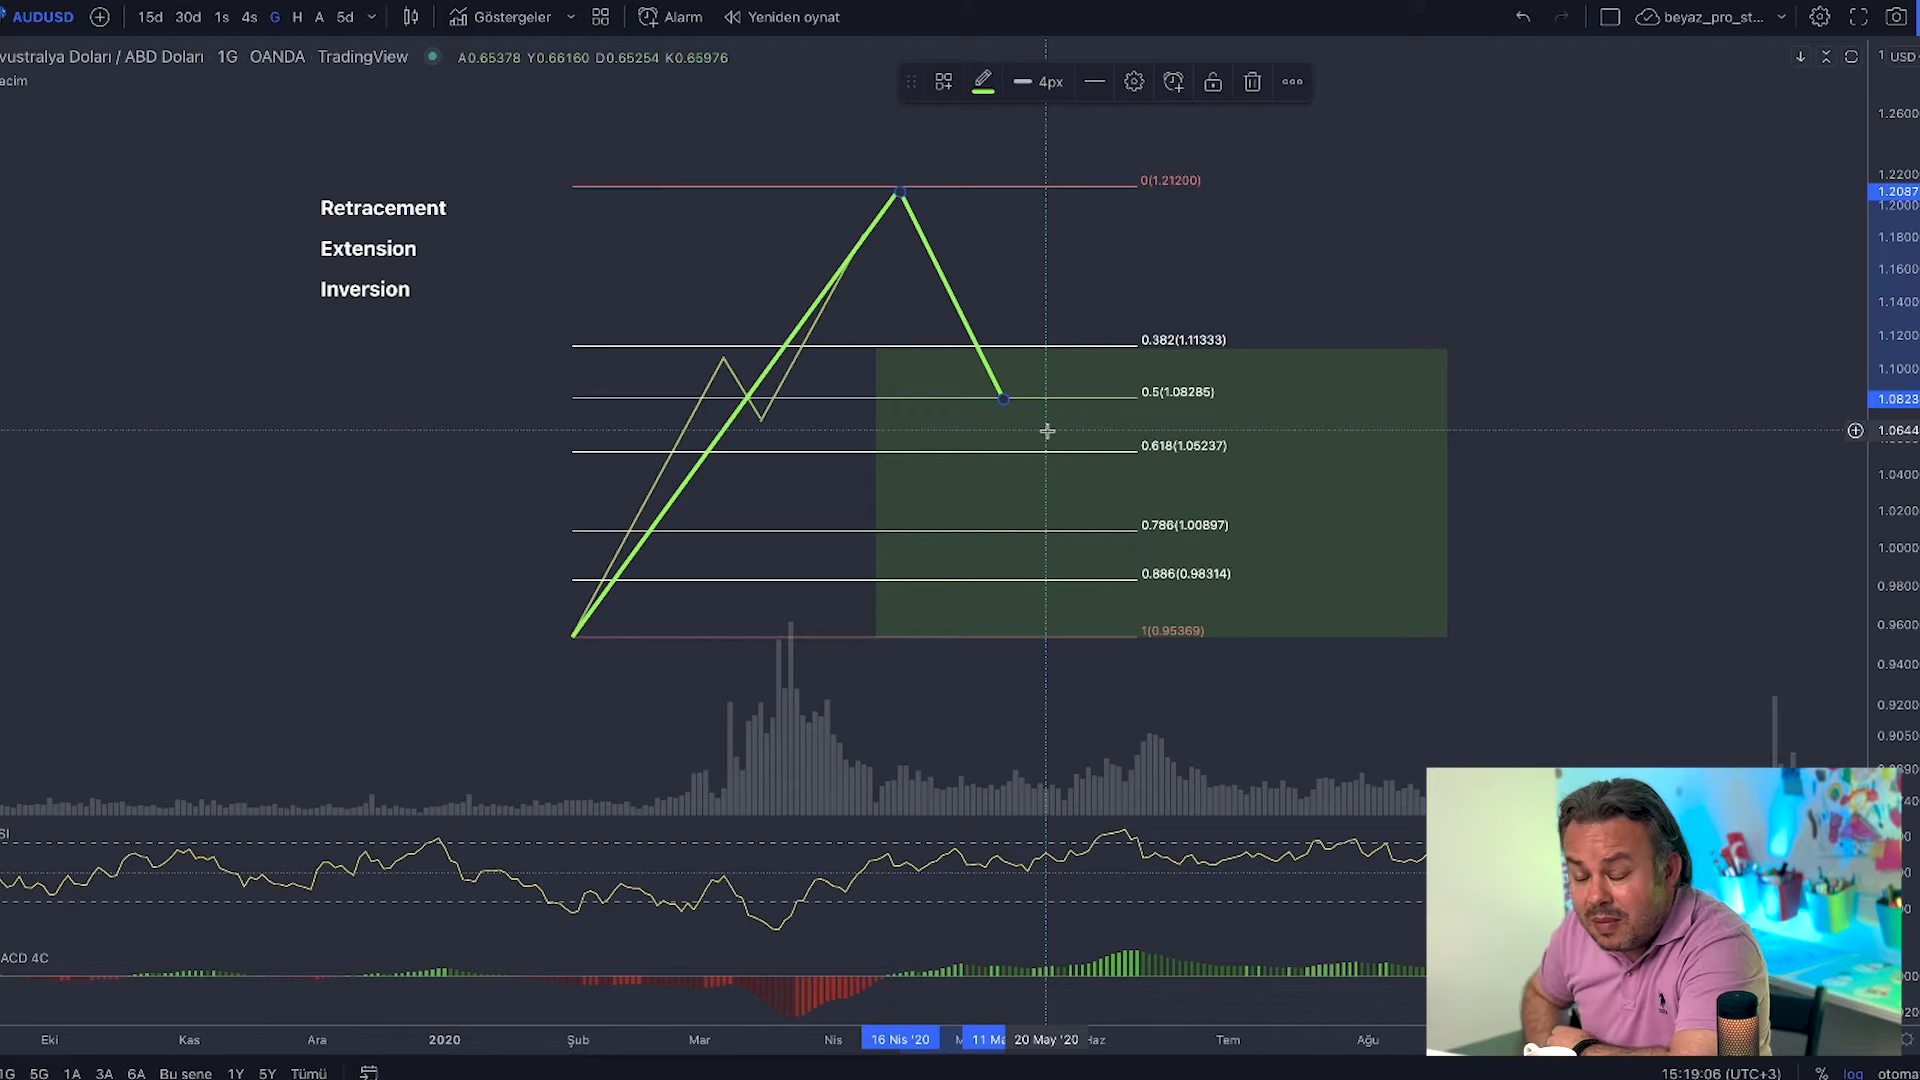 AUDUSD 15d 30d 1s 4s G H A 5d Göstergeler Alarm Yeniden oynat beyaz_pro_st...
vustralya Doları / ABD Doları 1G OANDA TradingView A0.65378 Y0.66160 D0.65254 K0.65976
USD
acim
4px
1.2600
0(1.21200)
1.2200
1.2087
1.2000
Retracement
1.1800
Extension
1.1600
Inversion
1.1400
0.382(1.11333)
1.1200
1.1000
0.5(1.08285)
1.0823
1.0644
0.618(1.05237)
1.0400
1.0200
0.786(1.00897)
1.0000
0.886(0.98314)
0.9800
1(0.95369)
0.9600
0.9400
0.9200
0.9050
SI
ACD 4C
Eki Kas Ara 2020 Şub Mar Nis 16 Nis '20 11 Ma 20 May '20 Haz Tem Ağu
1G 5G 1A 3A 6A Bu sene 1Y 5Y Tümü 15:19:06 (UTC+3) % log otoma